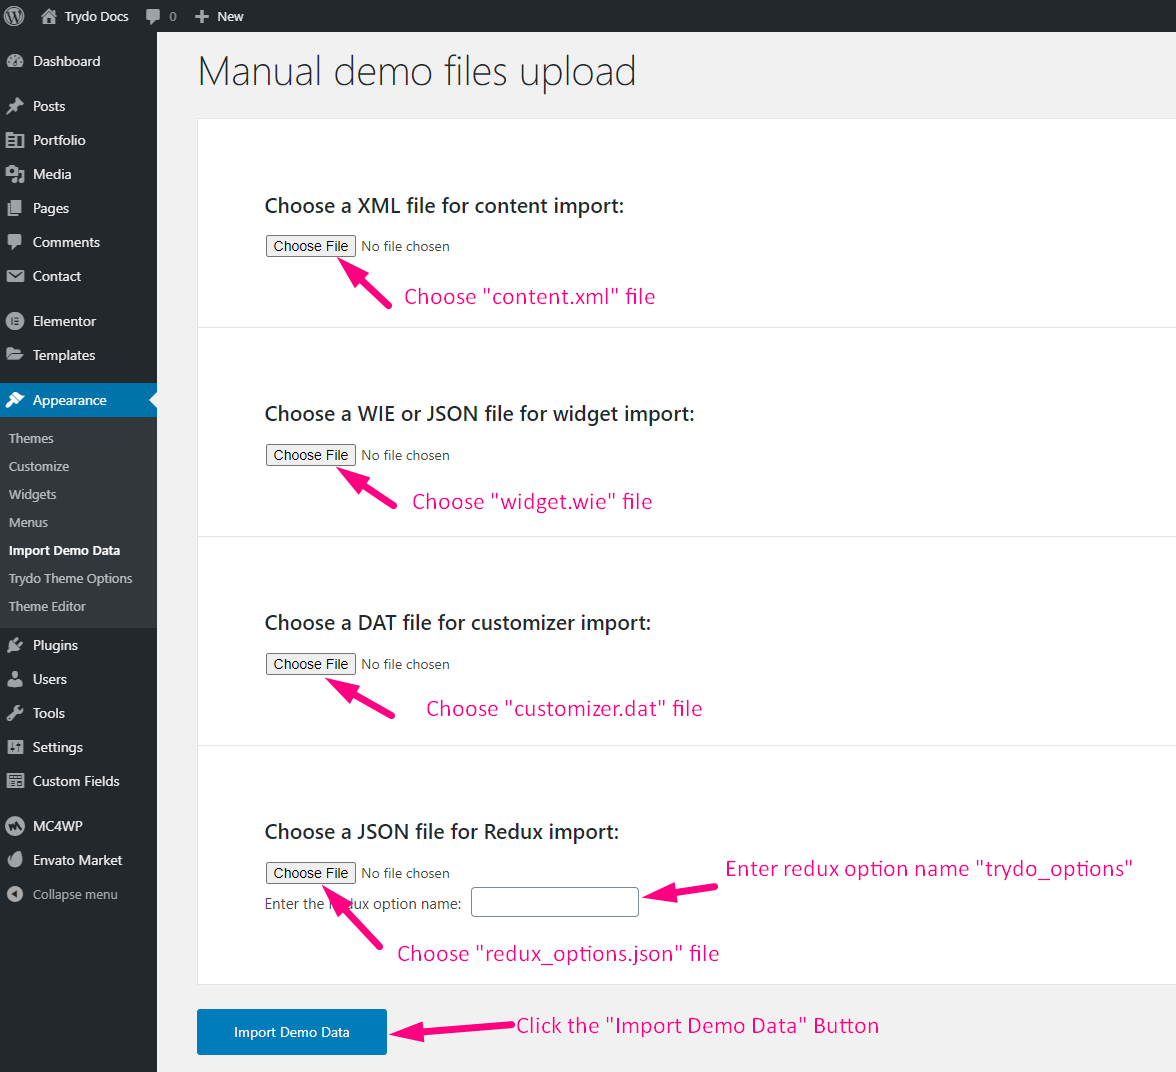 Trydo Docs 0 New
Dashboard
Posts
Portfolio
Media
Pages
Comments
Contact
Elementor
Templates
Appearance
Themes
Customize
Widgets
Menus
Import Demo Data
Trydo Theme Options
Theme Editor
Plugins
Users
Tools
Settings
Custom Fields
MC4WP
Envato Market
Collapse menu
Manual demo files upload
Choose a XML file for content import:
Choose File No file chosen
Choose "content.xml" file
Choose a WIE or JSON file for widget import:
Choose File No file chosen
Choose "widget.wie" file
Choose a DAT file for customizer import:
Choose File No file chosen
Choose "customizer.dat" file
Choose a JSON file for Redux import:
Choose File No file chosen
Enter redux option name "trydo_options"
Enter the Redux option name:
Choose "redux_options.json" file
Import Demo Data
Click the "Import Demo Data" Button